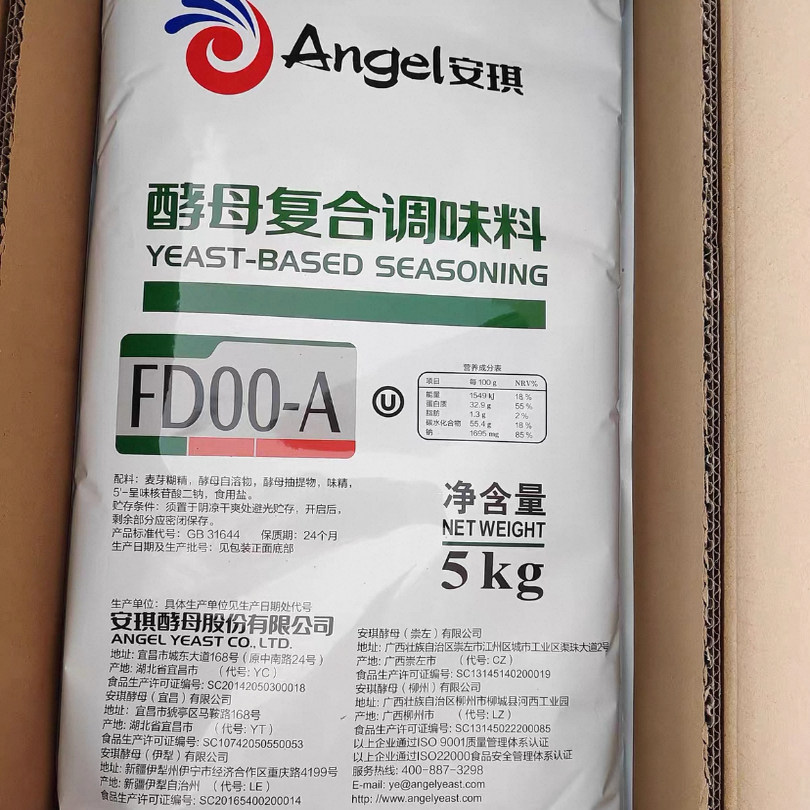 Angel安琪
酵母复合调味料
YEAST-BASED SEASONING
FD00-A
U
营养成分表
项目 每 100 g NRV%
能量 1549 kJ 18 %
蛋白质 32.9 g 55 %
脂肪 1.3 g 2 %
碳水化合物 55.4 g 18 %
钠 1695 mg 85 %
配料：麦芽糊精，酵母自溶物，酵母抽提物，味精，
5'-呈味核苷酸二钠，食用盐。
贮存条件：须置于阴凉干爽处避光贮存，开启后，
剩余部分应密闭保存。
产品标准代号：GB 31644 保质期：24个月
生产日期及生产批号：见包装正面底部
净含量
NET WEIGHT
5 kg
生产单位：具体生产单位见生产日期处代号
安琪酵母股份有限公司
ANGEL YEAST CO., LTD.
地址：宜昌市城东大道168号（原中南路24号）
产地：湖北省宜昌市 （代号：YC）
食品生产许可证编号：SC20142050300018
安琪酵母（宜昌）有限公司
地址：宜昌市猇亭区马鞍路168号
产地：湖北省宜昌市 （代号：YT）
食品生产许可证编号：SC10742050550053
安琪酵母（伊犁）有限公司
地址：新疆伊犁州伊宁市经济合作区重庆路4199号
产地：新疆伊犁自治州 （代号：LE）
食品生产许可证编号：SC20165400200014
安琪酵母（崇左）有限公司
地址：广西壮族自治区崇左市江州区城市工业区渠珠大道2号
产地：广西崇左市 （代号：CZ）
食品生产许可证编号：SC13145140200019
安琪酵母（柳州）有限公司
地址：广西壮族自治区柳州市柳城县河西工业园
产地：广西柳州市 （代号：LZ）
食品生产许可证编号：SC13145022200085
以上企业通过ISO 9001质量管理体系认证
以上企业通过ISO22000食品安全管理体系认证
服务热线：400-887-3298
E-mail: ye@angelyeast.com
http: // www.angelyeast.com